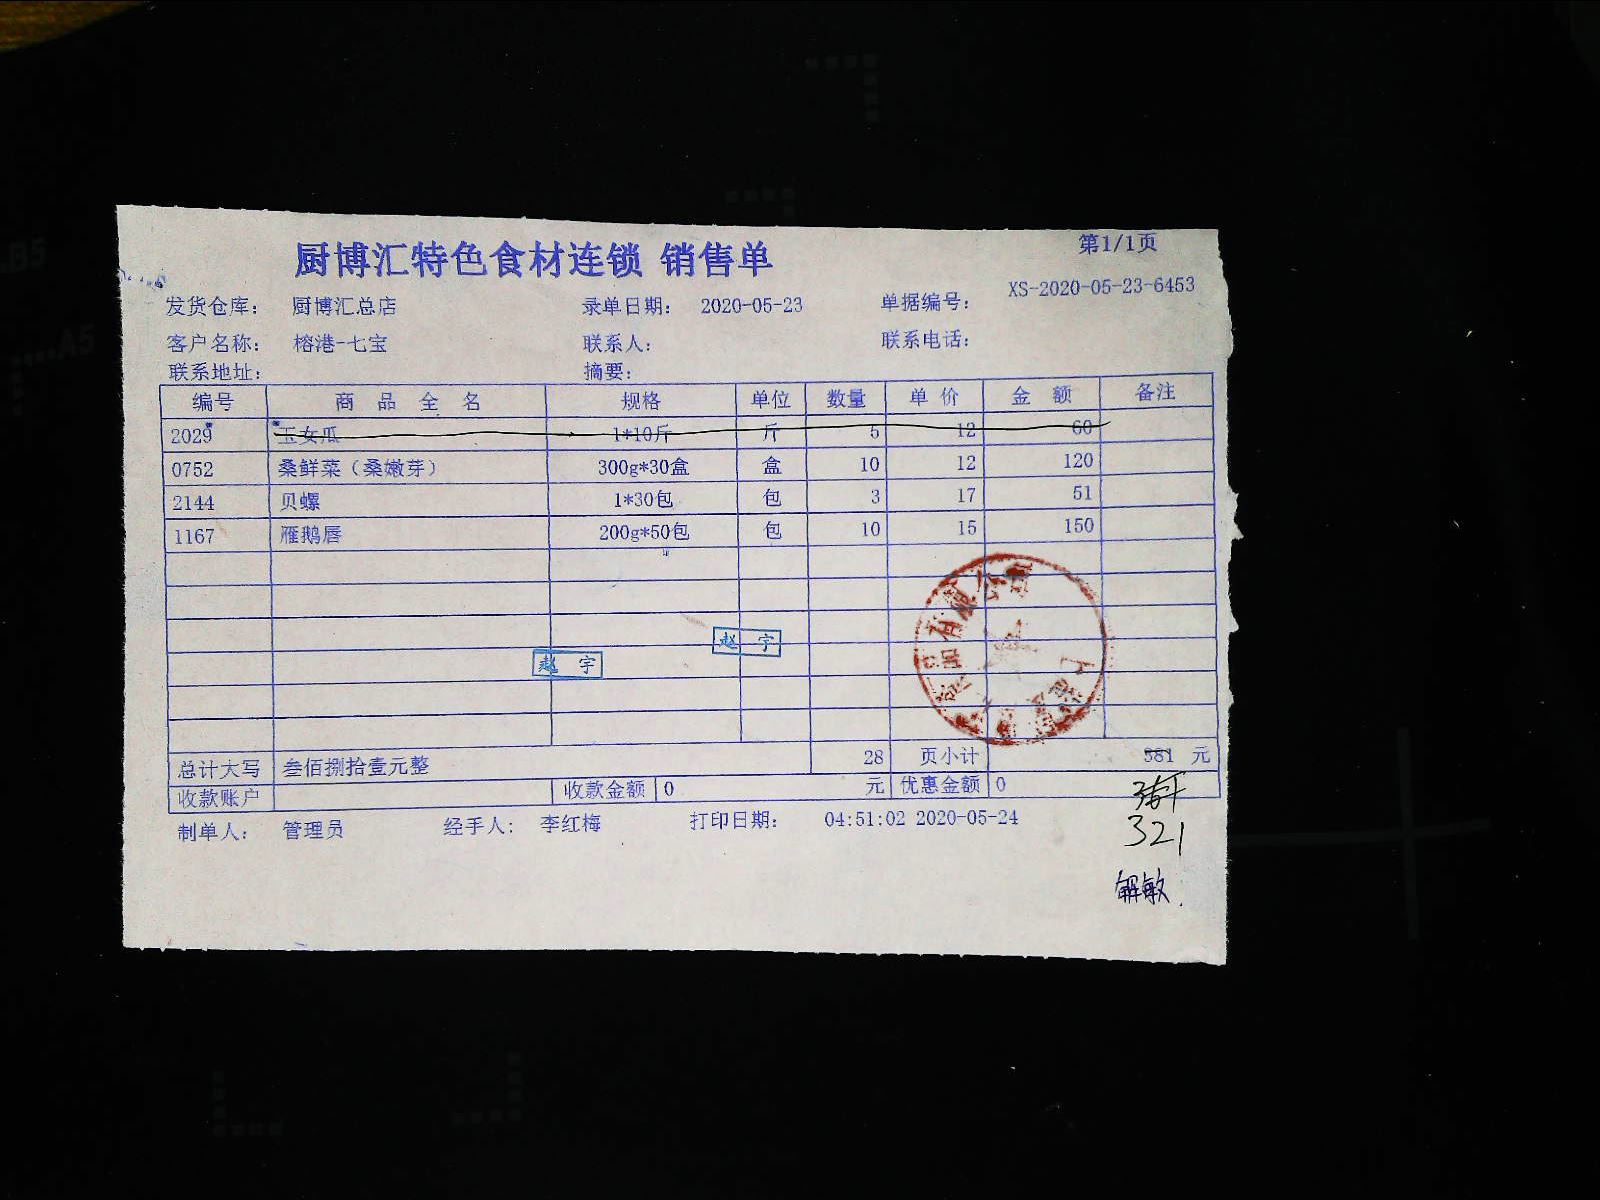 第1/1页
厨博汇特色食材连锁 销售单
发货仓库： 厨博汇总店 录单日期： 2020-05-23 单据编号： XS-2020-05-23-6453
客户名称： 榕港-七宝 联系人： 联系电话：
联系地址： 摘要：
编号 商品全名 规格 单位 数量 单价 金额 备注
2029 玉女瓜 1*10斤 斤 5 12 60
0752 桑鲜菜（桑嫩芽） 300g*30盒 盒 10 12 120
2144 贝螺 1*30包 包 3 17 51
1167 雁鹅唇 200g*50包 包 10 15 150
赵宇
赵宇
总计大写 叁佰捌拾壹元整 28 页小计 381 元
收款账户 收款金额 0 元 优惠金额 0
制单人： 管理员 经手人： 李红梅 打印日期： 04:51:02 2020-05-24
321
解敏